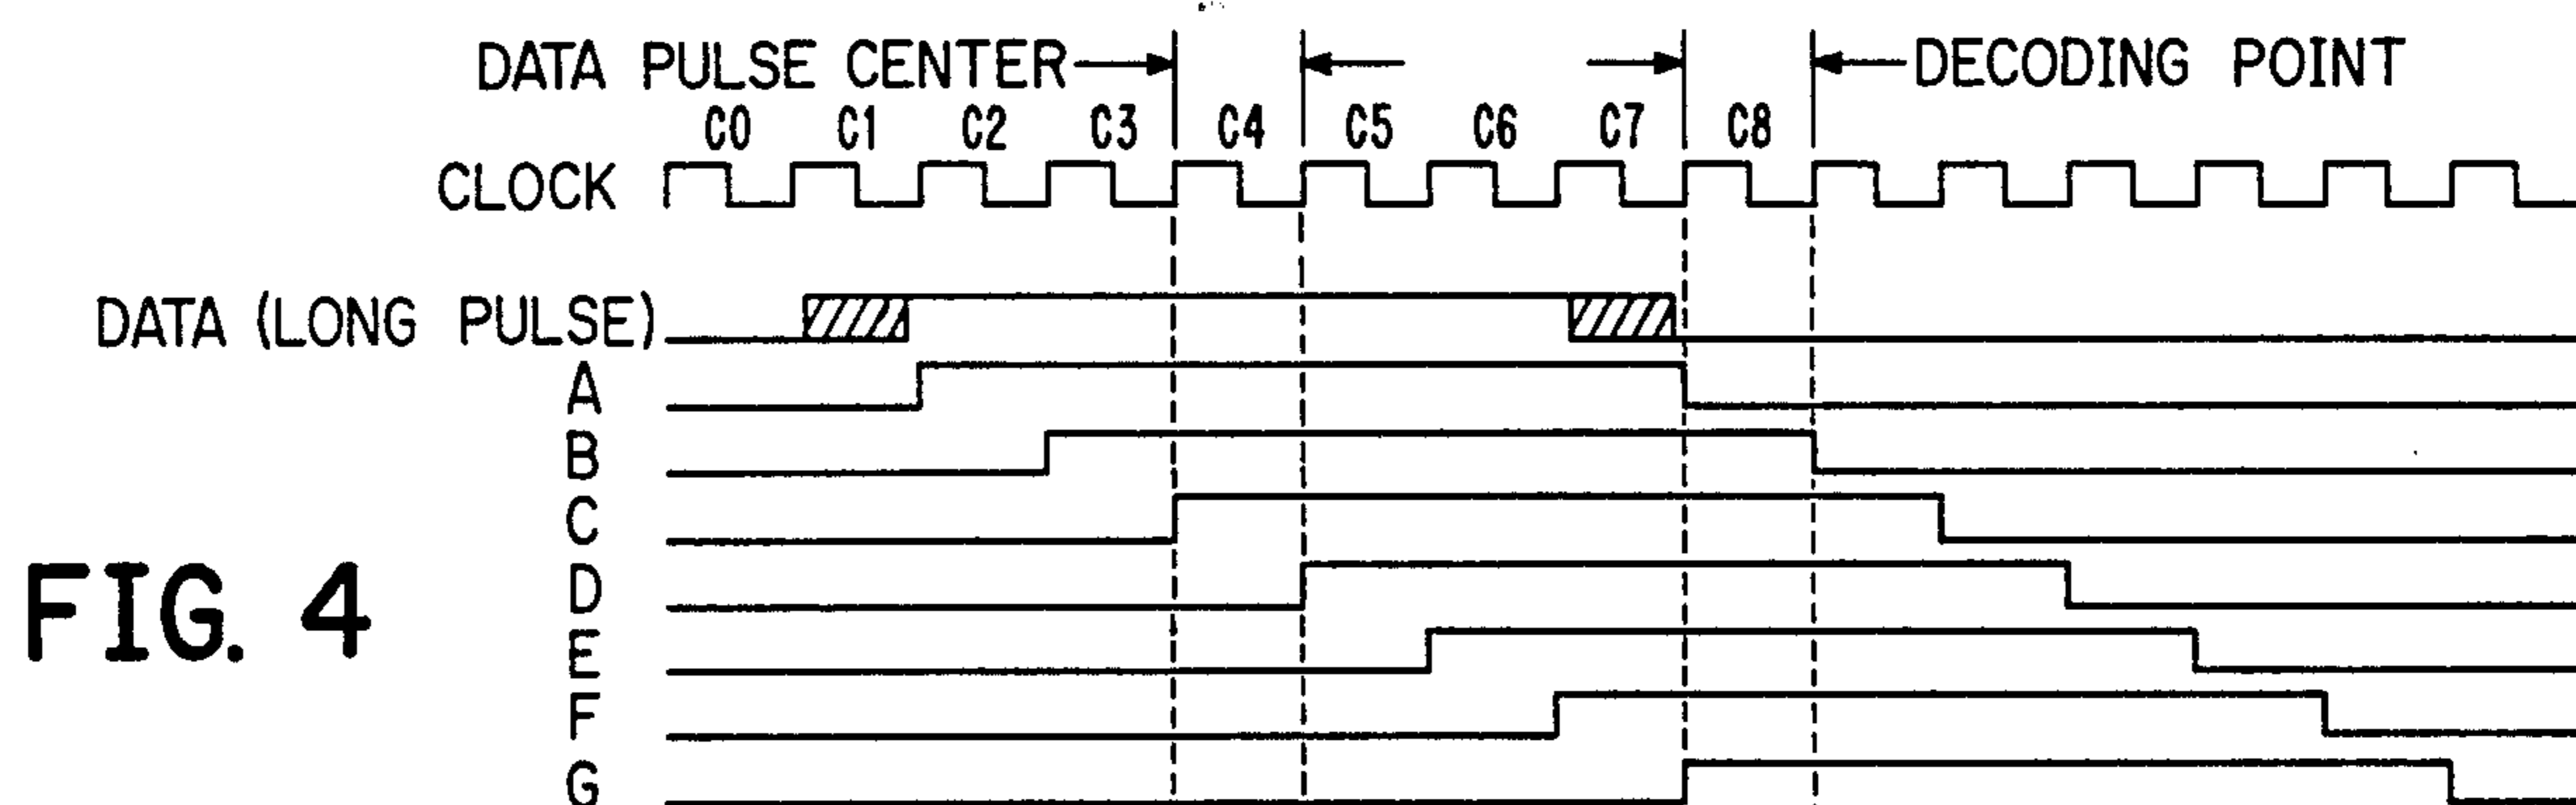 DATA PULSE CENTER DECODING POINT
C0 C1 C2 C3 C4 C5 C6 C7 C8
CLOCK
DATA (LONG PULSE)
A
B
C
D
E
F
G
FIG. 4